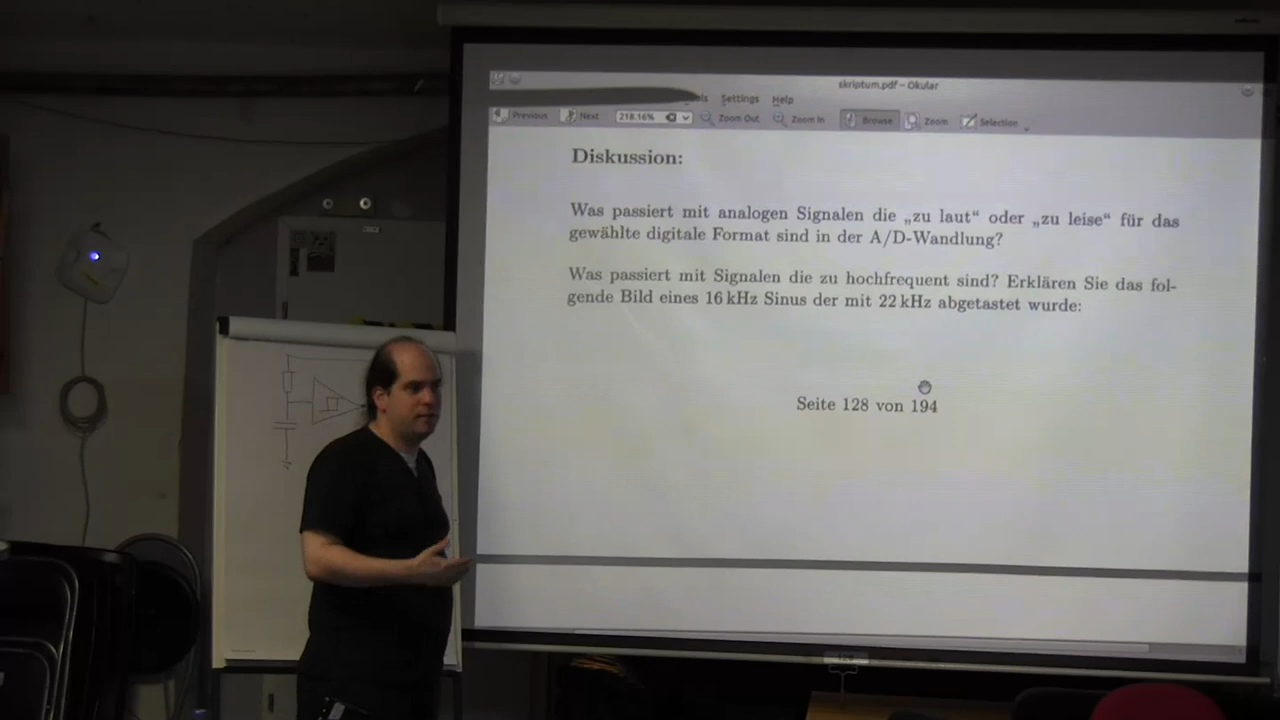 skriptum.pdf – Okular
Settings Help
Previous Next 218.16% Zoom Out Zoom In Browse Zoom Selection
Diskussion:
Was passiert mit analogen Signalen die „zu laut“ oder „zu leise“ für das
gewählte digitale Format sind in der A/D-Wandlung?
Was passiert mit Signalen die zu hochfrequent sind? Erklären Sie das fol-
gende Bild eines 16 kHz Sinus der mit 22 kHz abgetastet wurde:
Seite 128 von 194